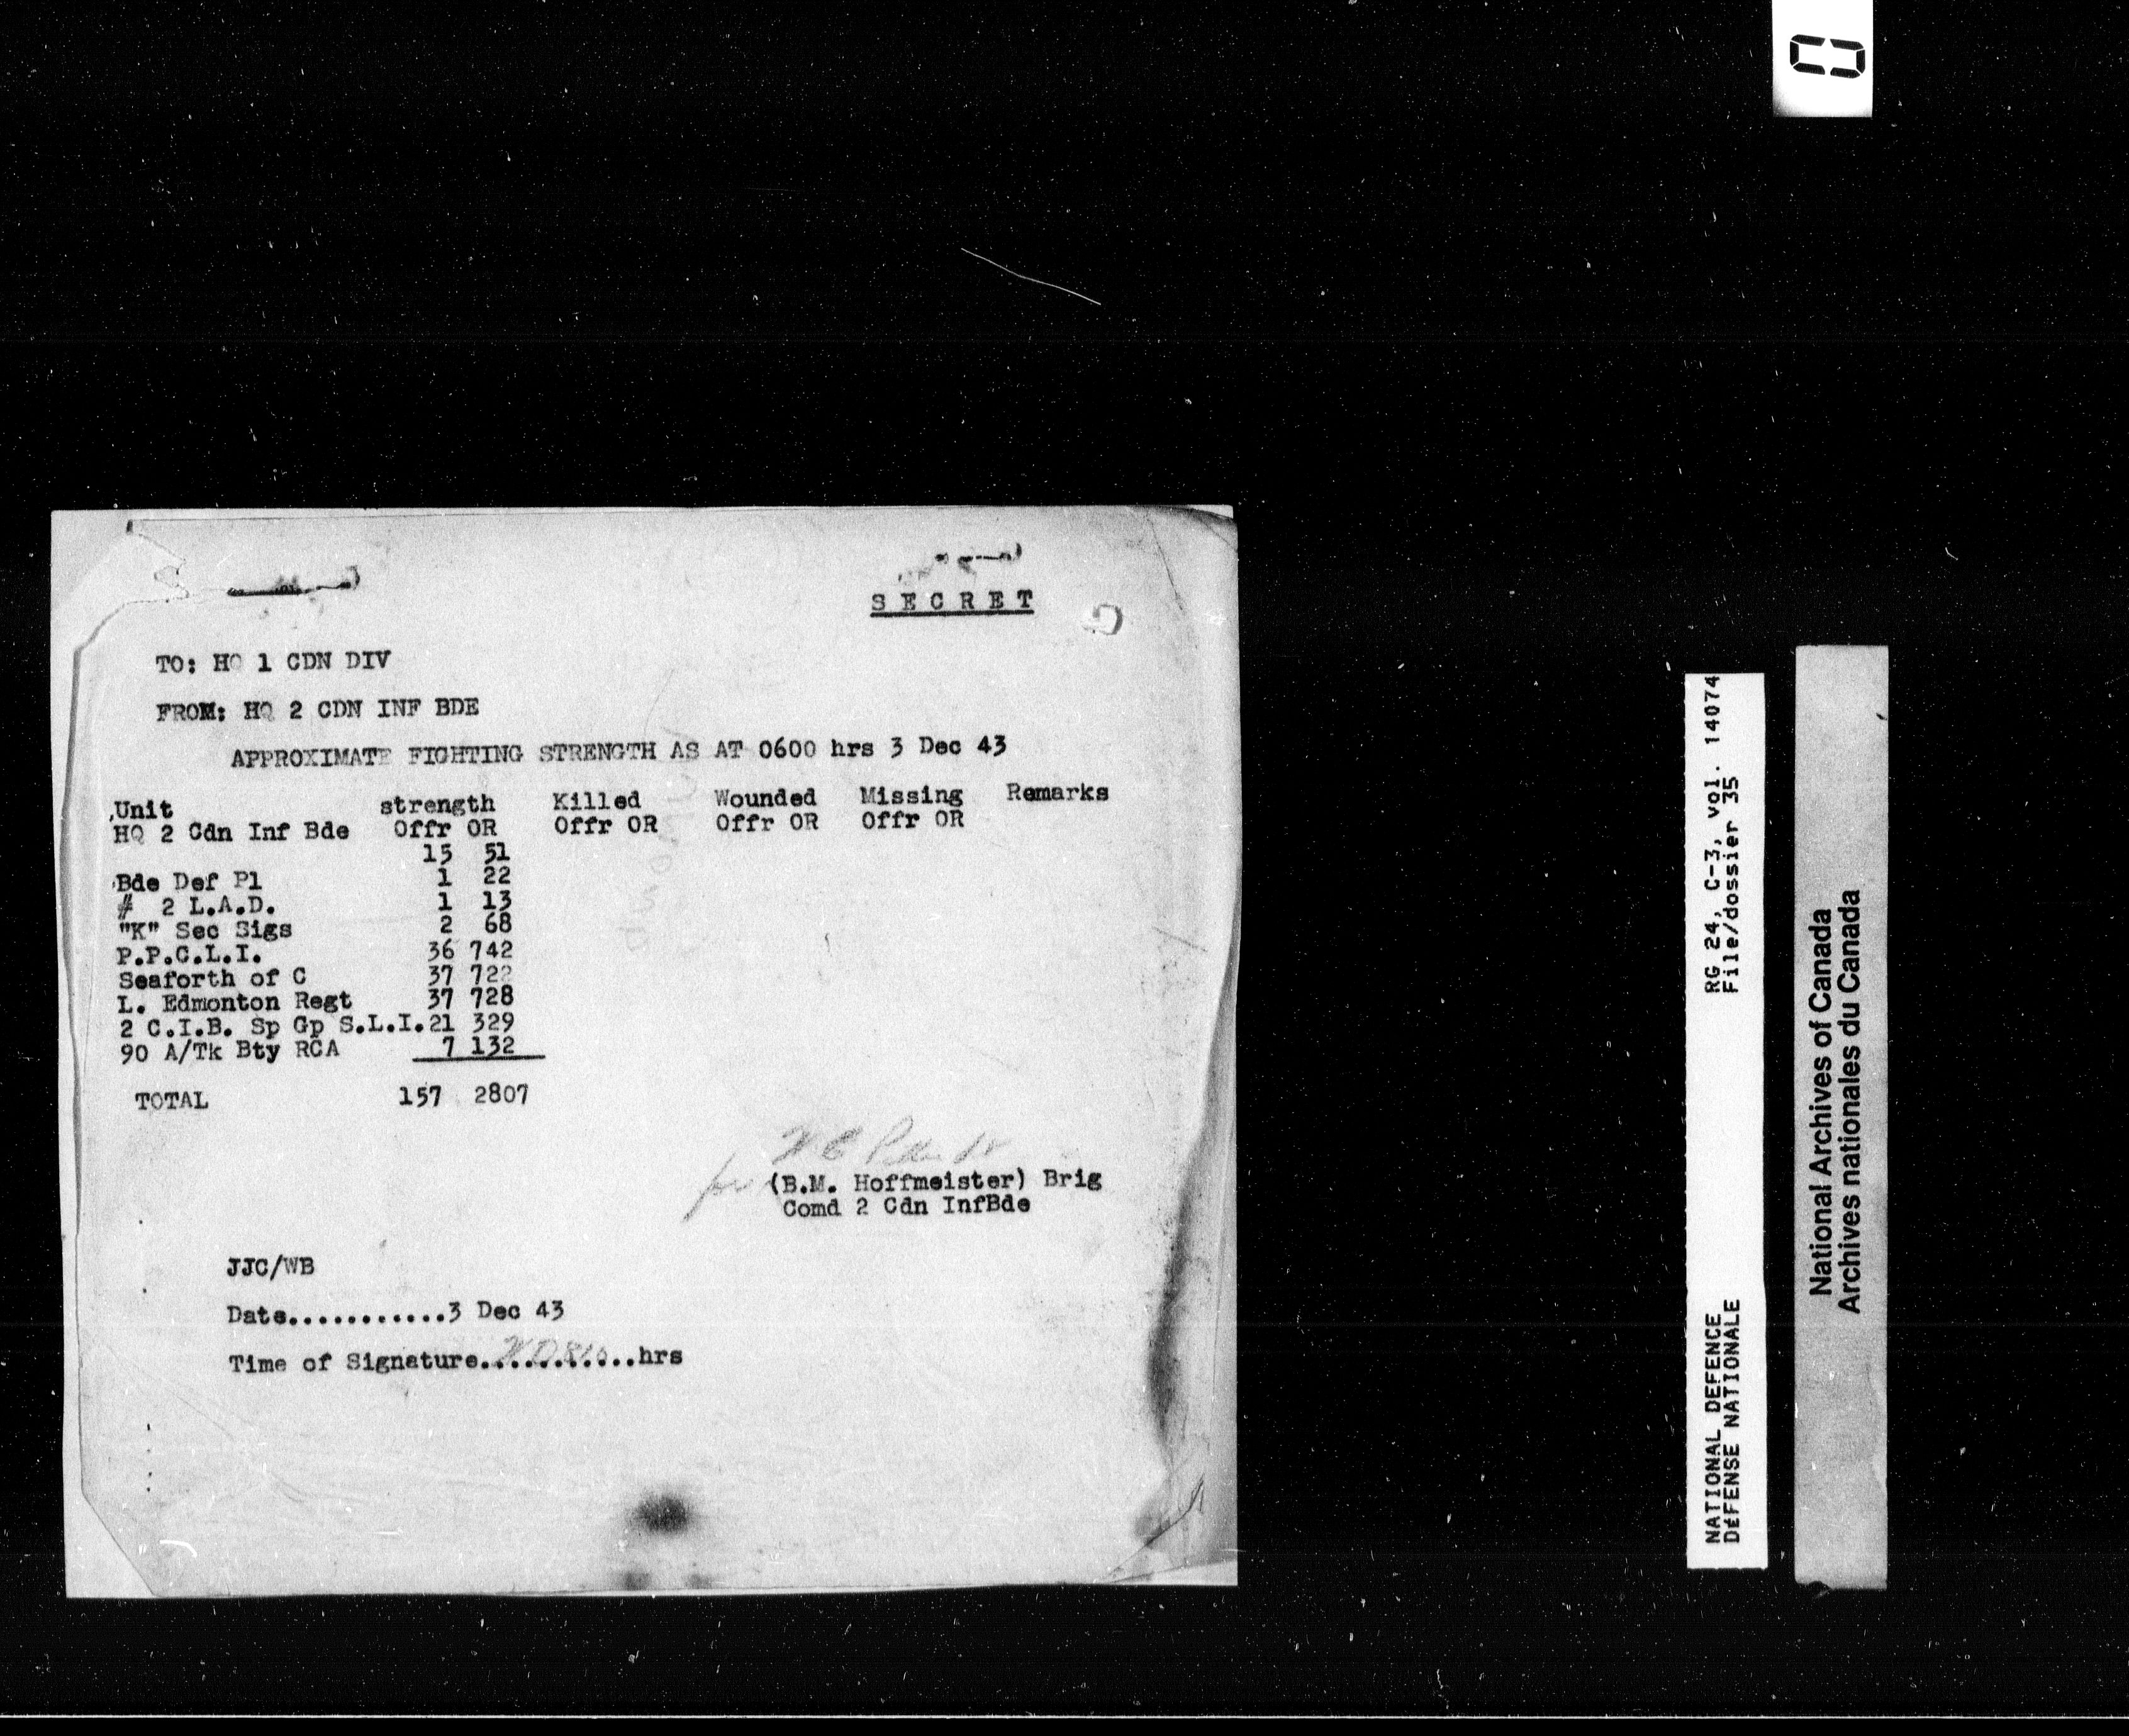 SECRET
TO: HQ 1 CDN DIV
FROM: HQ 2 CDN INF BDE
APPROXIMATE FIGHTING STRENGTH AS AT 0600 hrs 3 Dec 43
Unit strength Killed Wounded Missing Remarks
HQ 2 Cdn Inf Bde Offr OR Offr OR Offr OR Offr OR
15 51
Bde Def Pl 1 22
# 2 L.A.D. 1 13
"K" Sec Sigs 2 68
P.P.C.L.I. 36 742
Seaforth of C 37 722
L. Edmonton Regt 37 728
2 C.I.B. Sp Gp S.L.I. 21 329
90 A/Tk Bty RCA 7 132
TOTAL 157 2807
for (B.M. Hoffmeister) Brig
Comd 2 Cdn InfBde
JJC/WB
Date...........3 Dec 43
Time of Signature...........hrs
RG 24, C-3, vol. 14074
File/dossier 35
NATIONAL DEFENCE
DÉFENSE NATIONALE
National Archives of Canada
Archives nationales du Canada